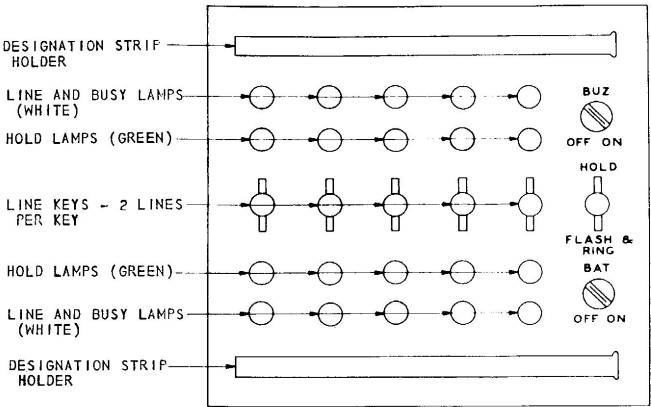 DESIGNATION STRIP
HOLDER
LINE AND BUSY LAMPS
(WHITE)
HOLD LAMPS (GREEN)
LINE KEYS - 2 LINES
PER KEY
HOLD LAMPS (GREEN)
LINE AND BUSY LAMPS
(WHITE)
DESIGNATION STRIP
HOLDER
BUZ
OFF ON
HOLD
FLASH &
RING
BAT
OFF ON